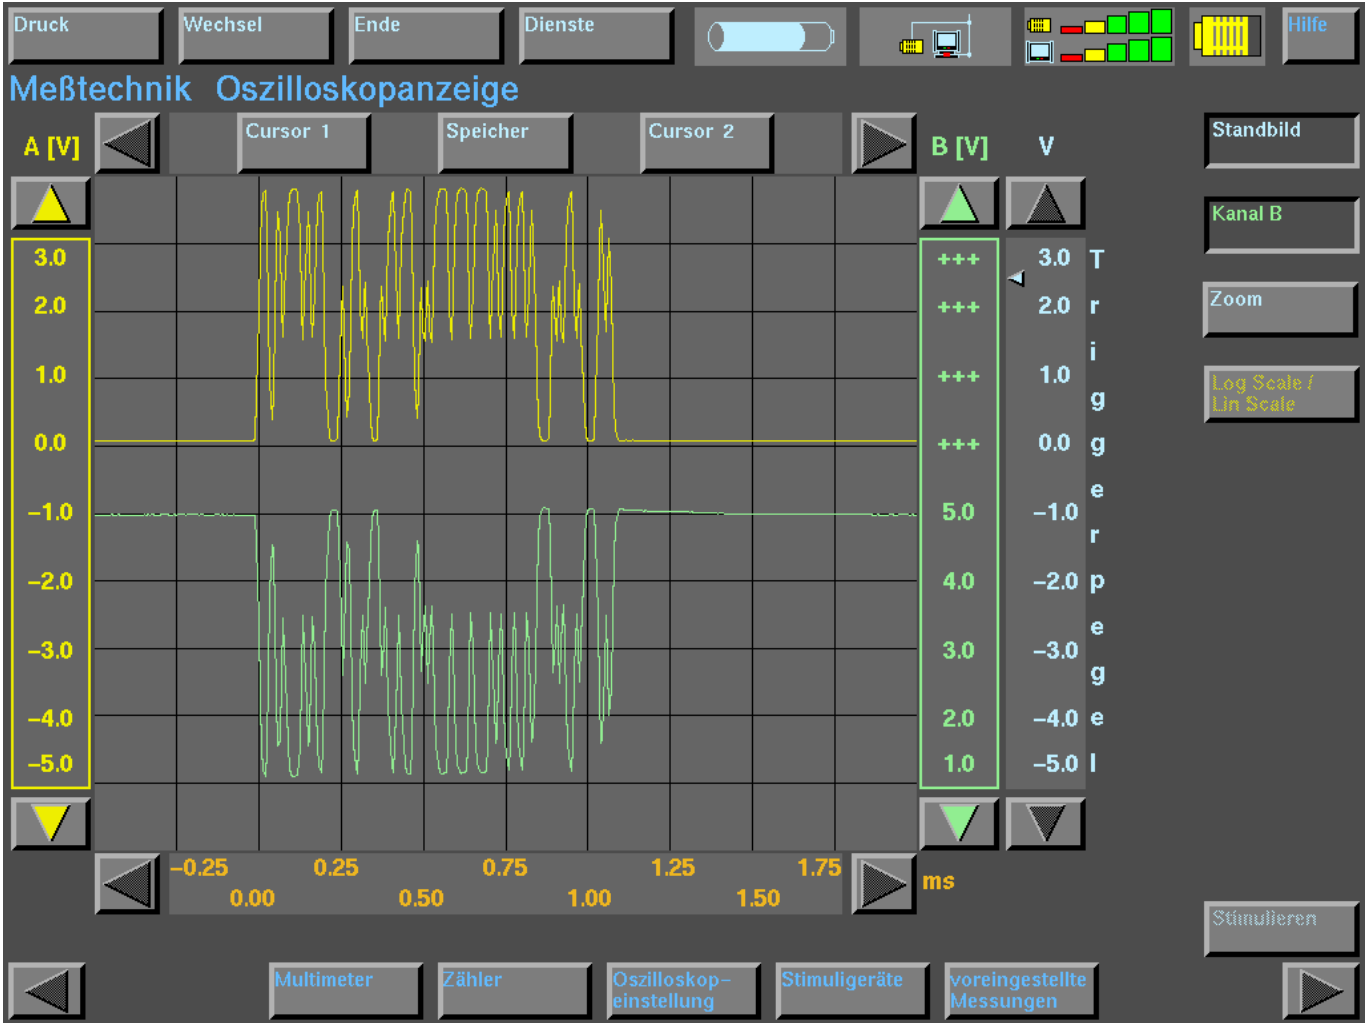 Druck
Wechsel
Ende
Dienste
Hilfe
Meßtechnik Oszilloskopanzeige
A [V]
Cursor 1
Speicher
Cursor 2
B [V]
V
Standbild
Kanal B
Zoom
Log Scale /
Lin Scale
3.0
2.0
1.0
0.0
-1.0
-2.0
-3.0
-4.0
-5.0
+++
+++
+++
+++
5.0
4.0
3.0
2.0
1.0
3.0
2.0
1.0
0.0
-1.0
-2.0
-3.0
-4.0
-5.0
Triggerpegel
-0.25 0.25 0.75 1.25 1.75
0.00 0.50 1.00 1.50
ms
Stimulieren
Multimeter
Zähler
Oszilloskop-
einstellung
Stimuligeräte
voreingestellte
Messungen